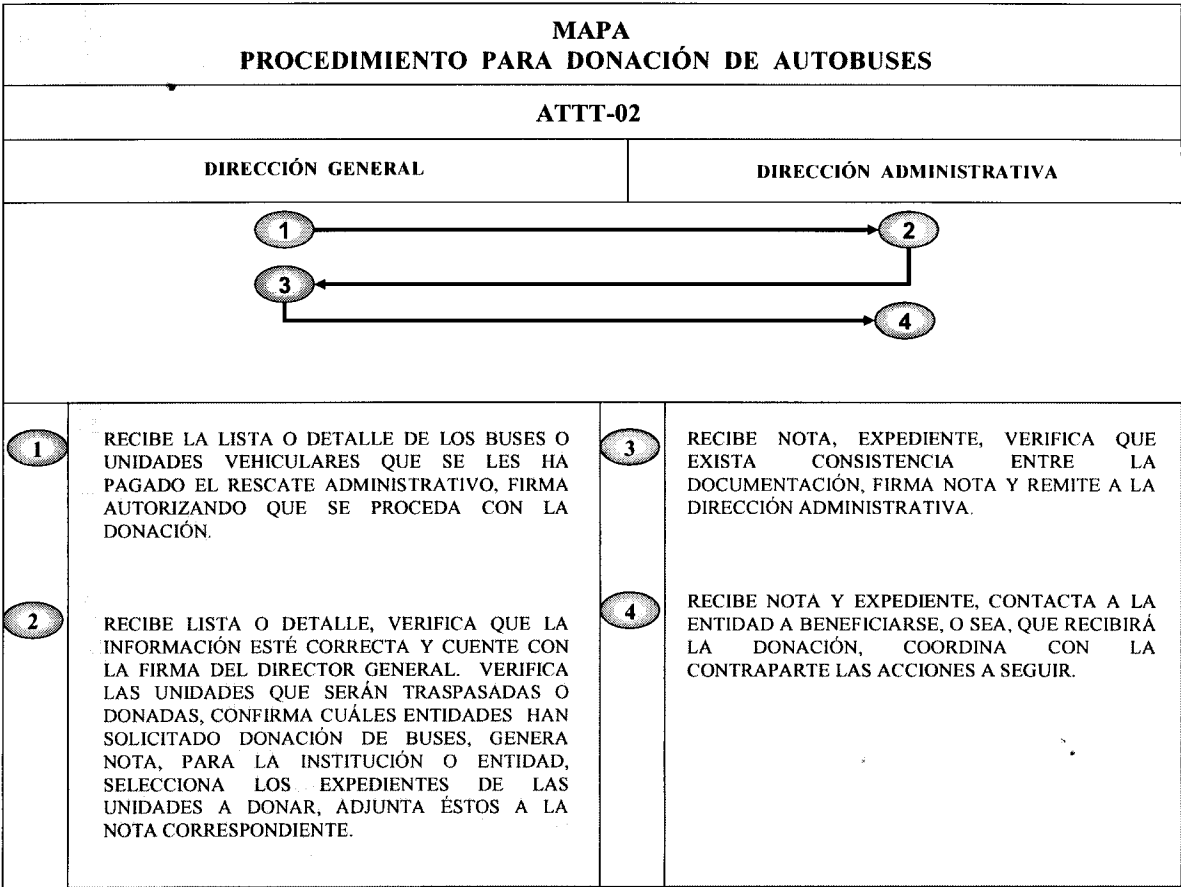 MAPA
PROCEDIMIENTO PARA DONACIÓN DE AUTOBUSES
ATTT-02
DIRECCIÓN GENERAL
DIRECCIÓN ADMINISTRATIVA
1
2
3
4
1
RECIBE LA LISTA O DETALLE DE LOS BUSES O
UNIDADES VEHICULARES QUE SE LES HA
PAGADO EL RESCATE ADMINISTRATIVO, FIRMA
AUTORIZANDO QUE SE PROCEDA CON LA
DONACIÓN.
2
RECIBE LISTA O DETALLE, VERIFICA QUE LA
INFORMACIÓN ESTÉ CORRECTA Y CUENTE CON
LA FIRMA DEL DIRECTOR GENERAL. VERIFICA
LAS UNIDADES QUE SERÁN TRASPASADAS O
DONADAS, CONFIRMA CUÁLES ENTIDADES HAN
SOLICITADO DONACIÓN DE BUSES, GENERA
NOTA, PARA LA INSTITUCIÓN O ENTIDAD,
SELECCIONA LOS EXPEDIENTES DE LAS
UNIDADES A DONAR, ADJUNTA ÉSTOS A LA
NOTA CORRESPONDIENTE.
3
RECIBE NOTA, EXPEDIENTE, VERIFICA QUE
EXISTA CONSISTENCIA ENTRE LA
DOCUMENTACIÓN, FIRMA NOTA Y REMITE A LA
DIRECCIÓN ADMINISTRATIVA.
4
RECIBE NOTA Y EXPEDIENTE, CONTACTA A LA
ENTIDAD A BENEFICIARSE, O SEA, QUE RECIBIRÁ
LA DONACIÓN, COORDINA CON LA
CONTRAPARTE LAS ACCIONES A SEGUIR.